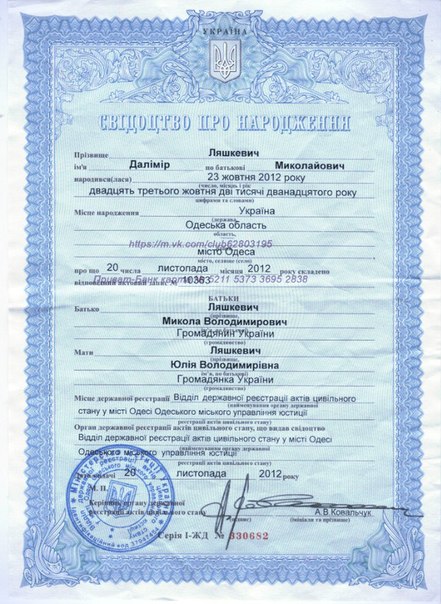 УКРАЇНА
СВІДОЦТВО ПРО НАРОДЖЕННЯ
Прізвище Ляшкевич
ім'я Далімір по батькові Миколайович
народився(лася) 23 жовтня 2012 року
(число, місяць і рік
двадцять третього жовтня дві тисячі дванадцятого року
цифрами та словами)
Місце народження Україна
держава,
Одеська область
область,
https://m.vk.com/club62803195
місто Одеса
місто, селище (село)
про що 20 числа листопада місяця 2012 року складено
Приват-Банк 5211 5373 3695 2838
відповідний актовий запис № 10363
БАТЬКИ
Батько Ляшкевич
(прізвище,
Микола Володимирович
Громадянин України
(громадянство)
Мати Ляшкевич
(прізвище,
Юлія Володимирівна
ім'я, по батькові)
Громадянка України
(громадянство)
Місце державної реєстрації Відділ державної реєстрації актів цивільного
(найменування органу державної
стану у місті Одесі Одеського міського управління юстиції
реєстрації актів цивільного стану)
Орган державної реєстрації актів цивільного стану, що видав свідоцтво
Відділ державної реєстрації актів цивільного стану у місті Одесі
(найменування органу державної
Одеського міського управління юстиції
реєстрації актів цивільного стану)
видачі 20 листопада 2012 року
М. П.
Керівник органу державної
реєстрації актів цивільного стану А.В.Ковальчук
(підпис) (ініціали та прізвище)
Серія І-ЖД № 330682